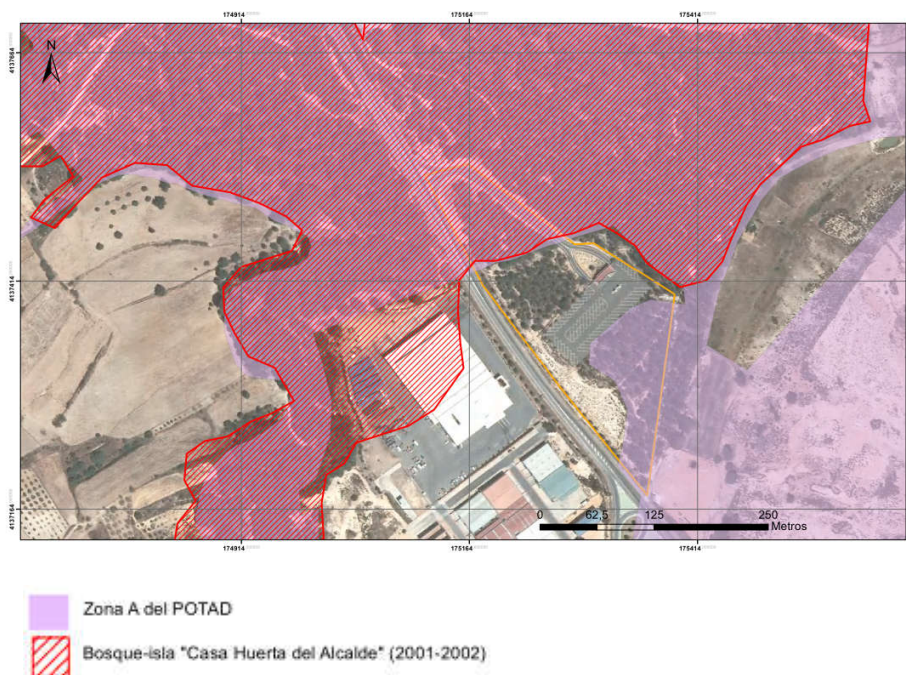 174914 175164 175414
4137664
N
4137414
4137164
0 62,5 125 250
Metros
174914 175164 175414
Zona A del POTAD
Bosque-isla "Casa Huerta del Alcalde" (2001-2002)